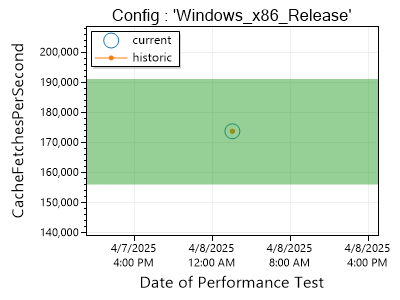 Config : 'Windows_x86_Release'
current
historic
CacheFetchesPerSecond
200,000
190,000
180,000
170,000
160,000
150,000
140,000
4/7/2025 4/8/2025 4/8/2025 4/8/2025
4:00 PM 12:00 AM 8:00 AM 4:00 PM
Date of Performance Test